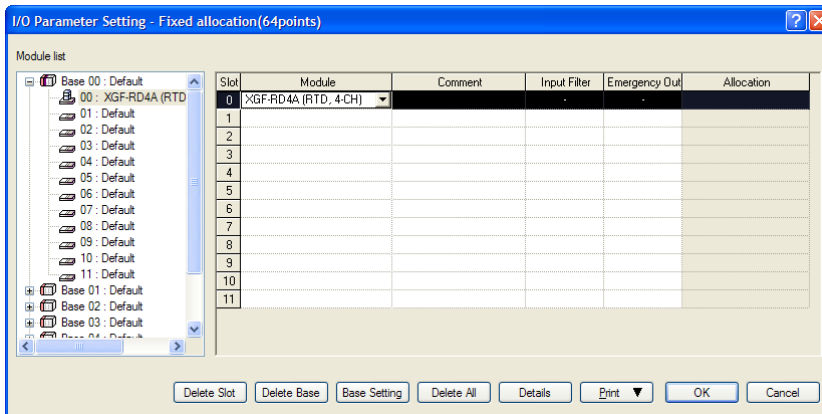 I/O Parameter Setting - Fixed allocation(64points)
Module list
Base 00 : Default
00 : XGF-RD4A (RTD
01 : Default
02 : Default
03 : Default
04 : Default
05 : Default
06 : Default
07 : Default
08 : Default
09 : Default
10 : Default
11 : Default
Base 01 : Default
Base 02 : Default
Base 03 : Default
Slot Module Comment Input Filter Emergency Out Allocation
0 XGF-RD4A (RTD, 4-CH) - -
1
2
3
4
5
6
7
8
9
10
11
Delete Slot Delete Base Base Setting Delete All Details Print ▼ OK Cancel